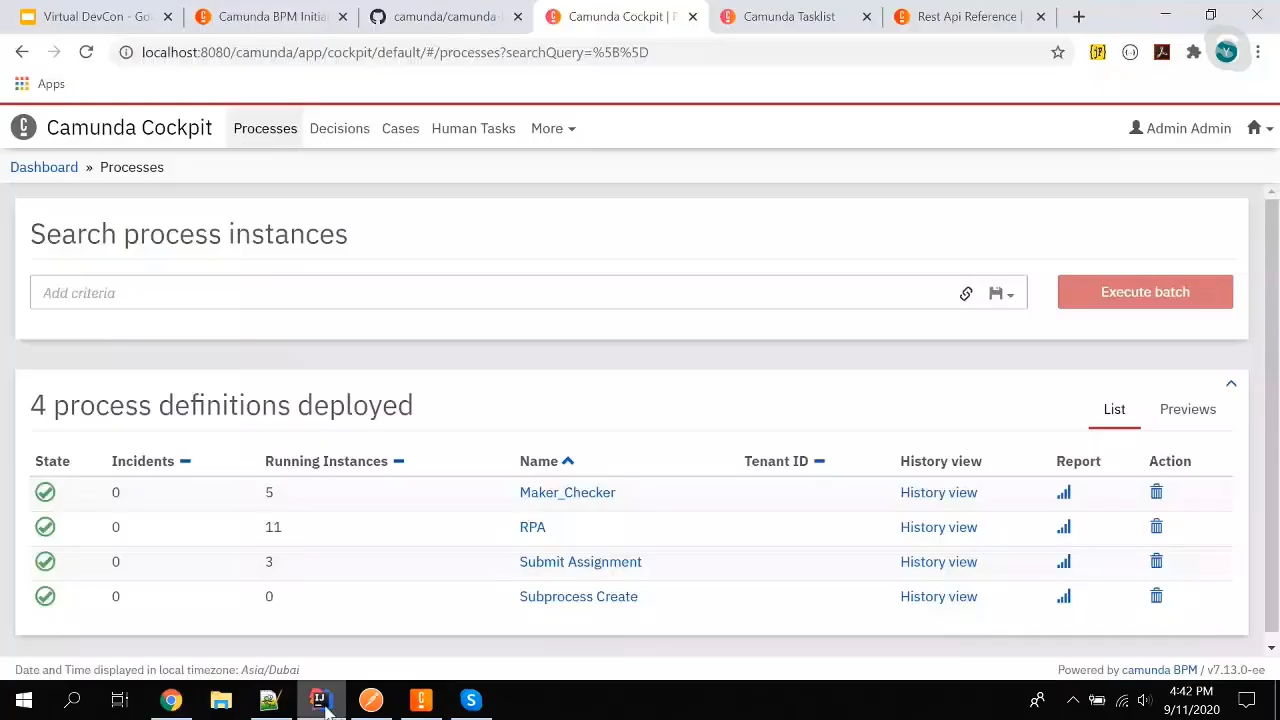 Virtual DevCon - Go
Camunda BPM Initia
camunda/camunda
Camunda Cockpit | P
Camunda Tasklist
Rest Api Reference |
localhost:8080/camunda/app/cockpit/default/#/processes?searchQuery=%5B%5D
Y
Apps
Camunda Cockpit
Processes
Decisions
Cases
Human Tasks
More
Admin Admin
Dashboard » Processes
Search process instances
Add criteria
Execute batch
4 process definitions deployed
List
Previews
State Incidents Running Instances Name Tenant ID History view Report Action
0 5 Maker_Checker History view
0 11 RPA History view
0 3 Submit Assignment History view
0 0 Subprocess Create History view
Date and Time displayed in local timezone: Asia/Dubai
Powered by camunda BPM / v7.13.0-ee
4:42 PM
9/11/2020